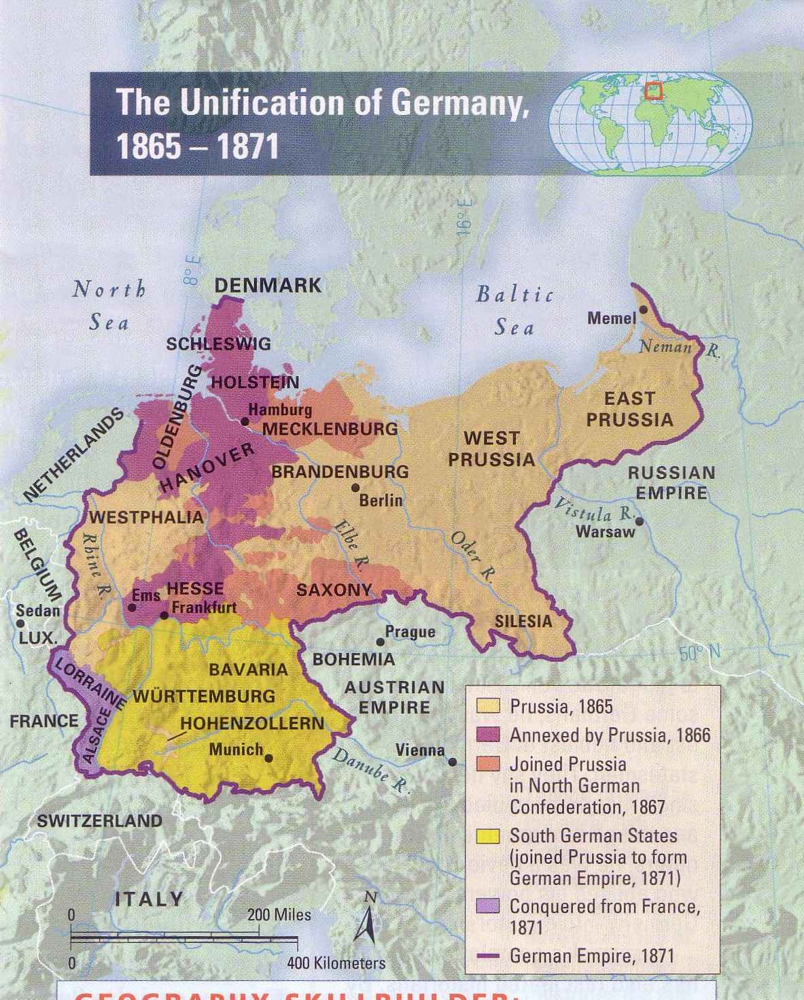 The Unification of Germany,
1865 – 1871
16° E
8° E
North
Sea
DENMARK
Baltic
Sea
Memel
Neman R.
SCHLESWIG
HOLSTEIN
OLDENBURG
Hamburg
MECKLENBURG
EAST
PRUSSIA
WEST
PRUSSIA
NETHERLANDS
HANOVER
BRANDENBURG
Berlin
RUSSIAN
EMPIRE
Vistula R.
Warsaw
WESTPHALIA
Rhine R.
Elbe R.
Oder R.
BELGIUM
Ems
HESSE
Frankfurt
SAXONY
Sedan
LUX.
SILESIA
Prague
BOHEMIA
50° N
LORRAINE
BAVARIA
WÜRTTEMBURG
AUSTRIAN
EMPIRE
FRANCE
ALSACE
HOHENZOLLERN
Munich
Danube R.
Vienna
SWITZERLAND
ITALY
Prussia, 1865
Annexed by Prussia, 1866
Joined Prussia
in North German
Confederation, 1867
South German States
(joined Prussia to form
German Empire, 1871)
Conquered from France,
1871
German Empire, 1871
N
0 200 Miles
0 400 Kilometers
GEOGRAPHY SKILLBUILDER: